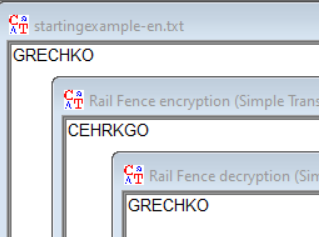 startingexample-en.txt
GRECHKO
Rail Fence encryption (Simple Trans
CEHRKGO
Rail Fence decryption (Sim
GRECHKO